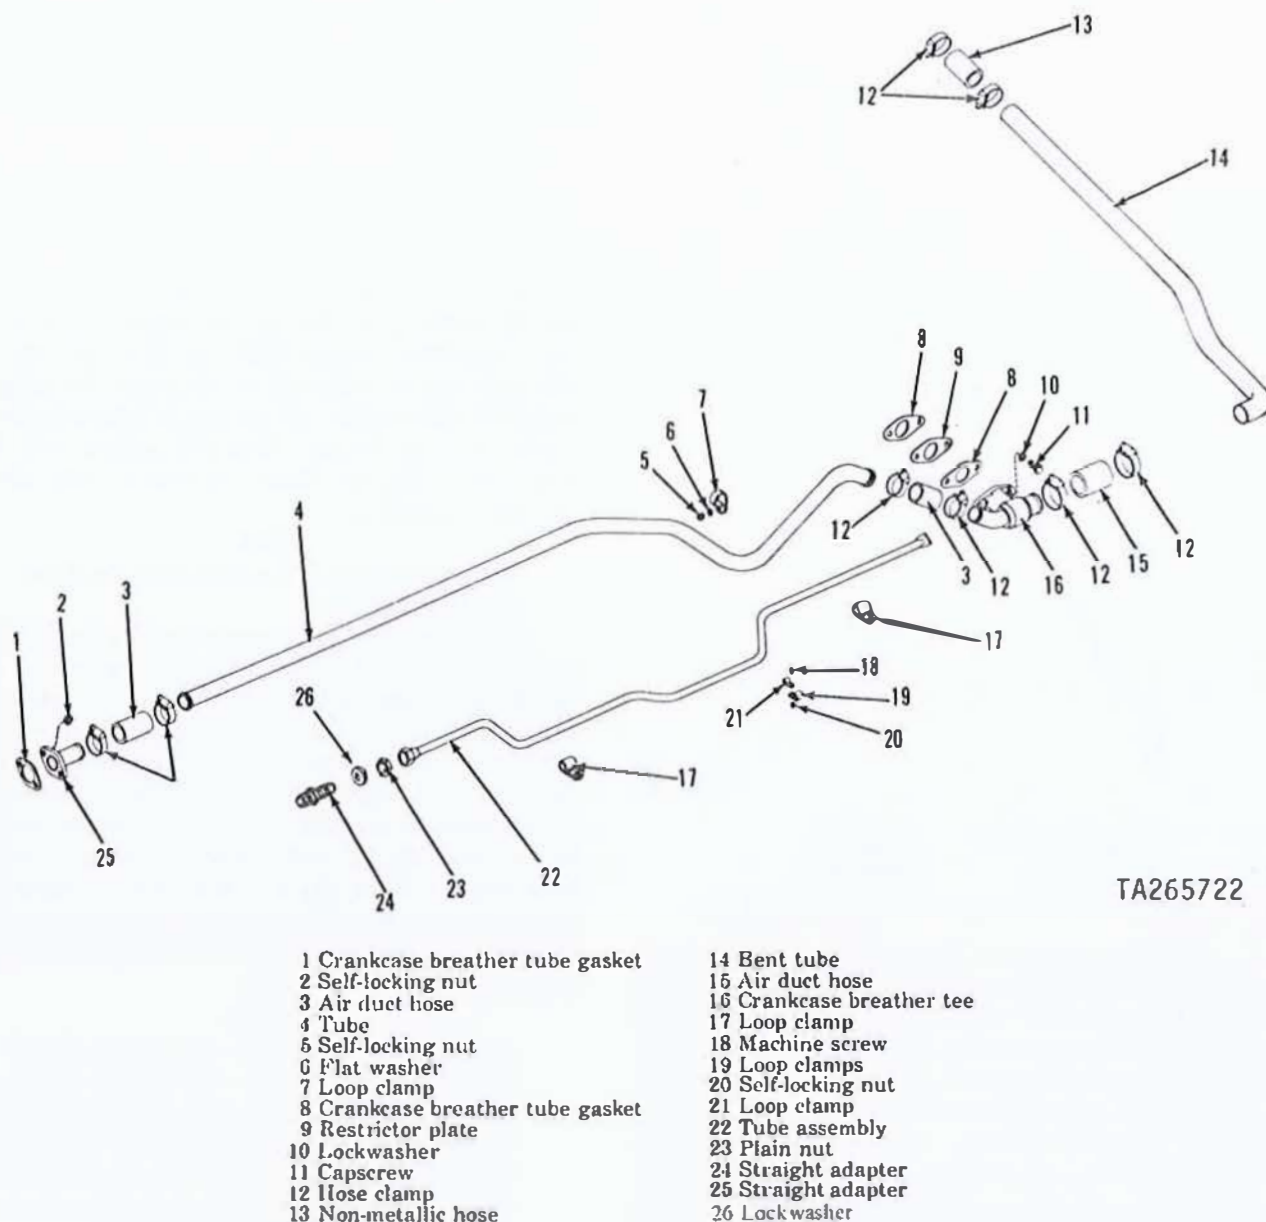 13
12
14
8
9
8
10
11
7
6
5
4
12
3
12
16
12
15
12
3
2
1
17
18
19
21
20
26
17
25
24
23
22
TA265722
1 Crankcase breather tube gasket
2 Self-locking nut
3 Air duct hose
4 Tube
5 Self-locking nut
6 Flat washer
7 Loop clamp
8 Crankcase breather tube gasket
9 Restrictor plate
10 Lockwasher
11 Capscrew
12 Hose clamp
13 Non-metallic hose
14 Bent tube
15 Air duct hose
16 Crankcase breather tee
17 Loop clamp
18 Machine screw
19 Loop clamps
20 Self-locking nut
21 Loop clamp
22 Tube assembly
23 Plain nut
24 Straight adapter
25 Straight adapter
26 Lockwasher